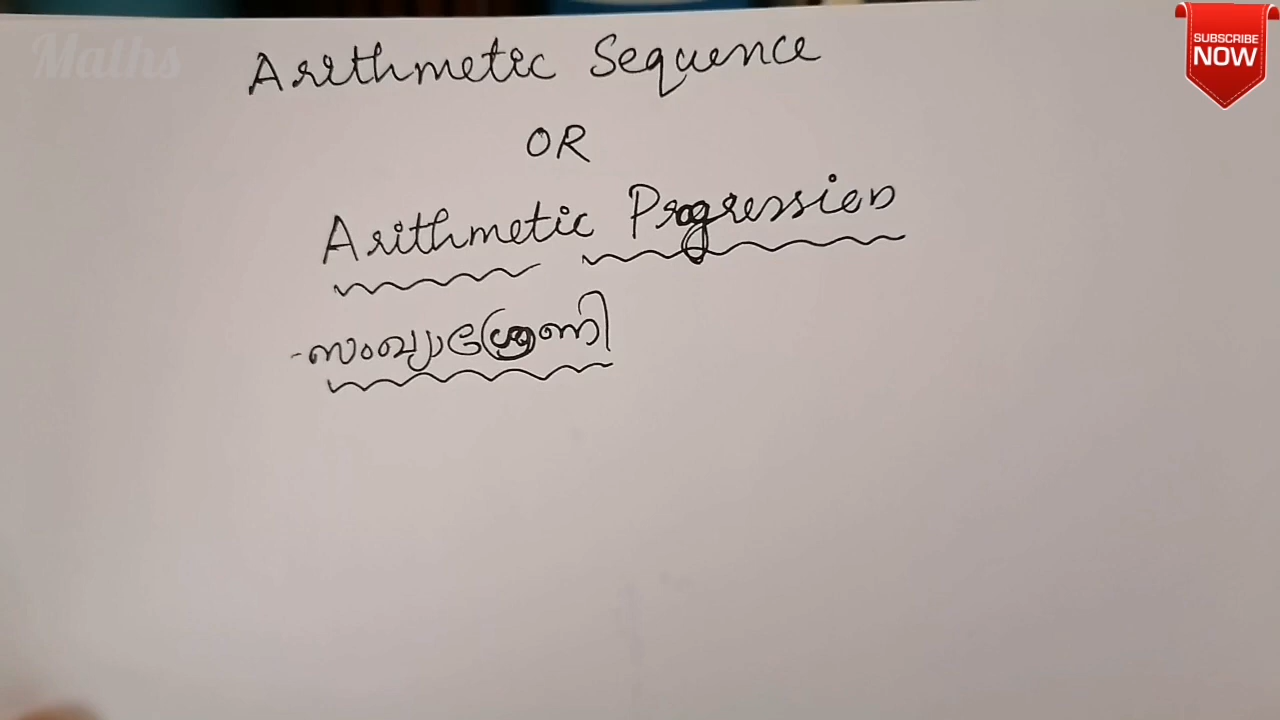 Maths
SUBSCRIBE
NOW
Arithmetic Sequence
OR
Arithmetic Progression
-സംഖ്യാശ്രേണി